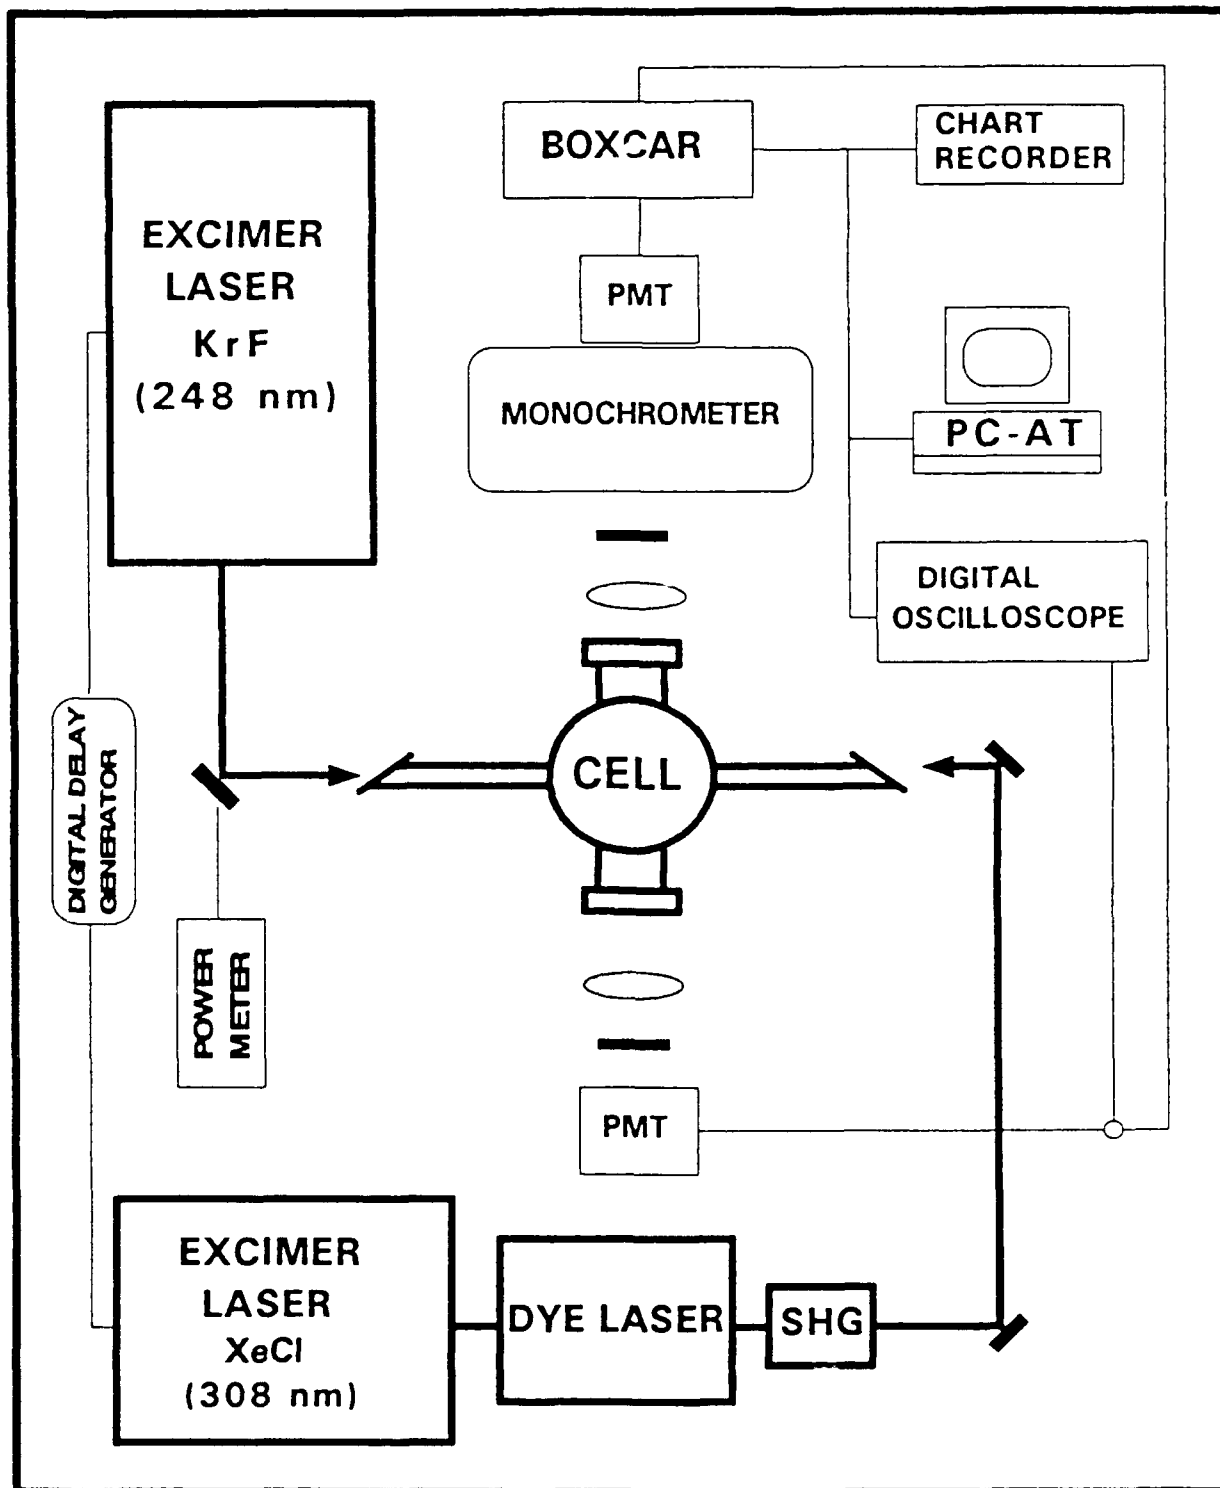 BOXCAR
CHART
RECORDER
EXCIMER
LASER
KrF
(248 nm)
PMT
MONOCHROMETER
PC-AT
DIGITAL
OSCILLOSCOPE
CELL
DIGITAL DELAY
GENERATOR
POWER
METER
PMT
EXCIMER
LASER
XeCl
(308 nm)
DYE LASER
SHG